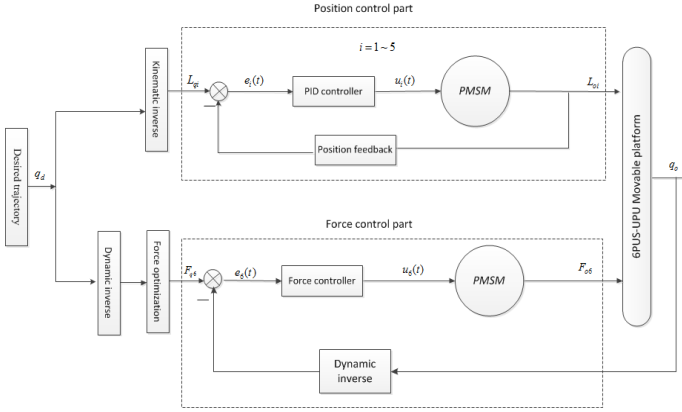 Position control part
i = 1 ~ 5
Desired trajectory
q_d
Kinematic inverse
L_qi
e_i(t)
PID controller
u_i(t)
PMSM
L_oi
Position feedback
6PUS-UPU Movable platform
q_o
Force control part
Dynamic inverse
Force optimization
F_q6
e_6(t)
Force controller
u_6(t)
PMSM
F_o6
Dynamic
inverse